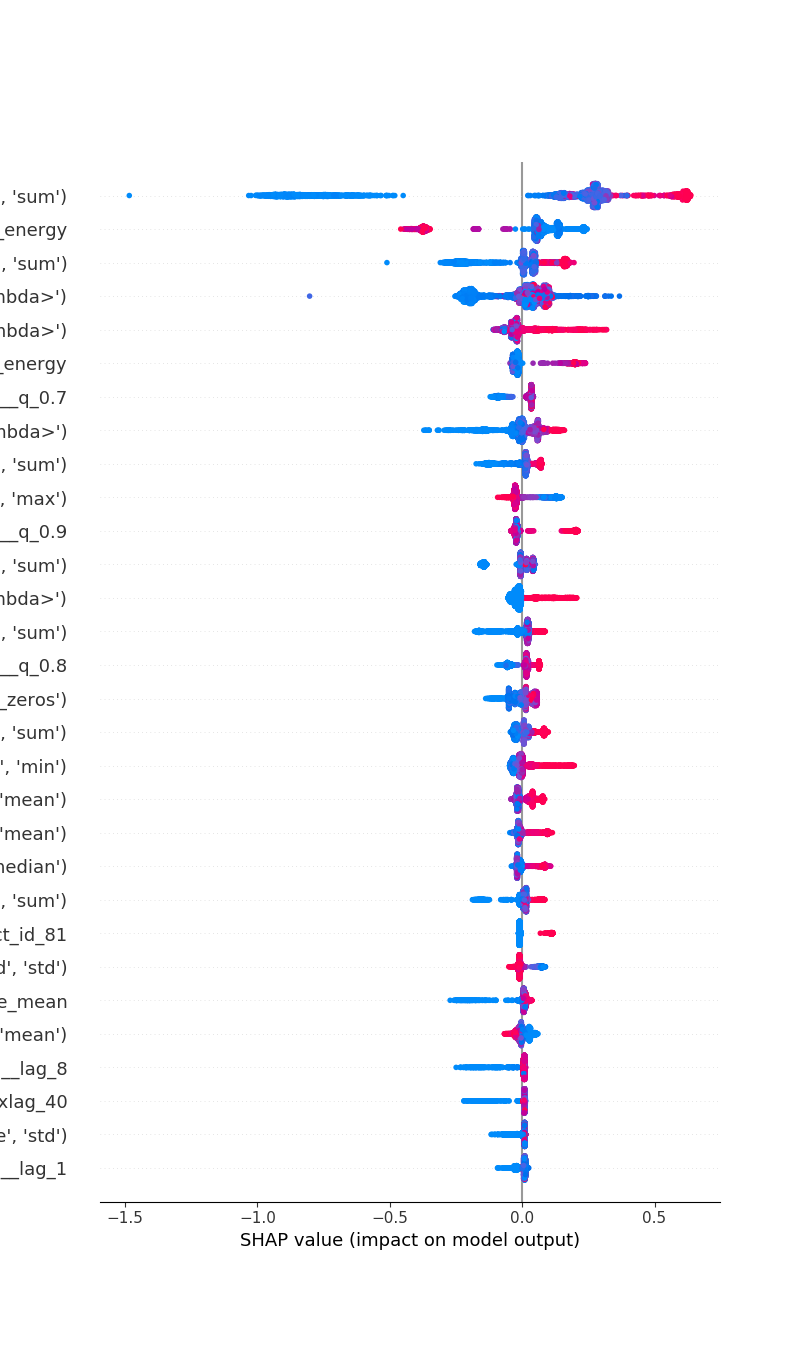 , 'sum')
_energy
, 'sum')
nbda>')
nbda>')
_energy
__q_0.7
nbda>')
, 'sum')
, 'max')
__q_0.9
, 'sum')
nbda>')
, 'sum')
__q_0.8
_zeros')
, 'sum')
', 'min')
'mean')
'mean')
nedian')
, 'sum')
ct_id_81
d', 'std')
e_mean
'mean')
__lag_8
xlag_40
e', 'std')
__lag_1
−1.5 −1.0 −0.5 0.0 0.5
SHAP value (impact on model output)